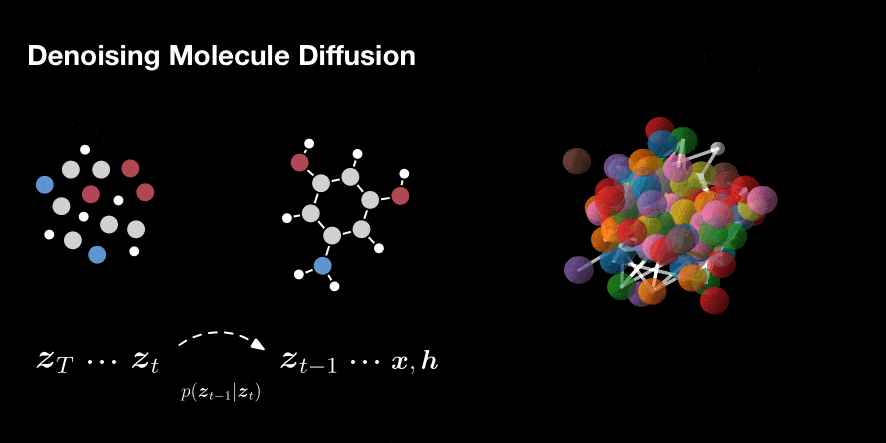 Denoising Molecule Diffusion
z_T ⋯ z_t z_{t−1} ⋯ x, h
p(z_{t−1}|z_t)